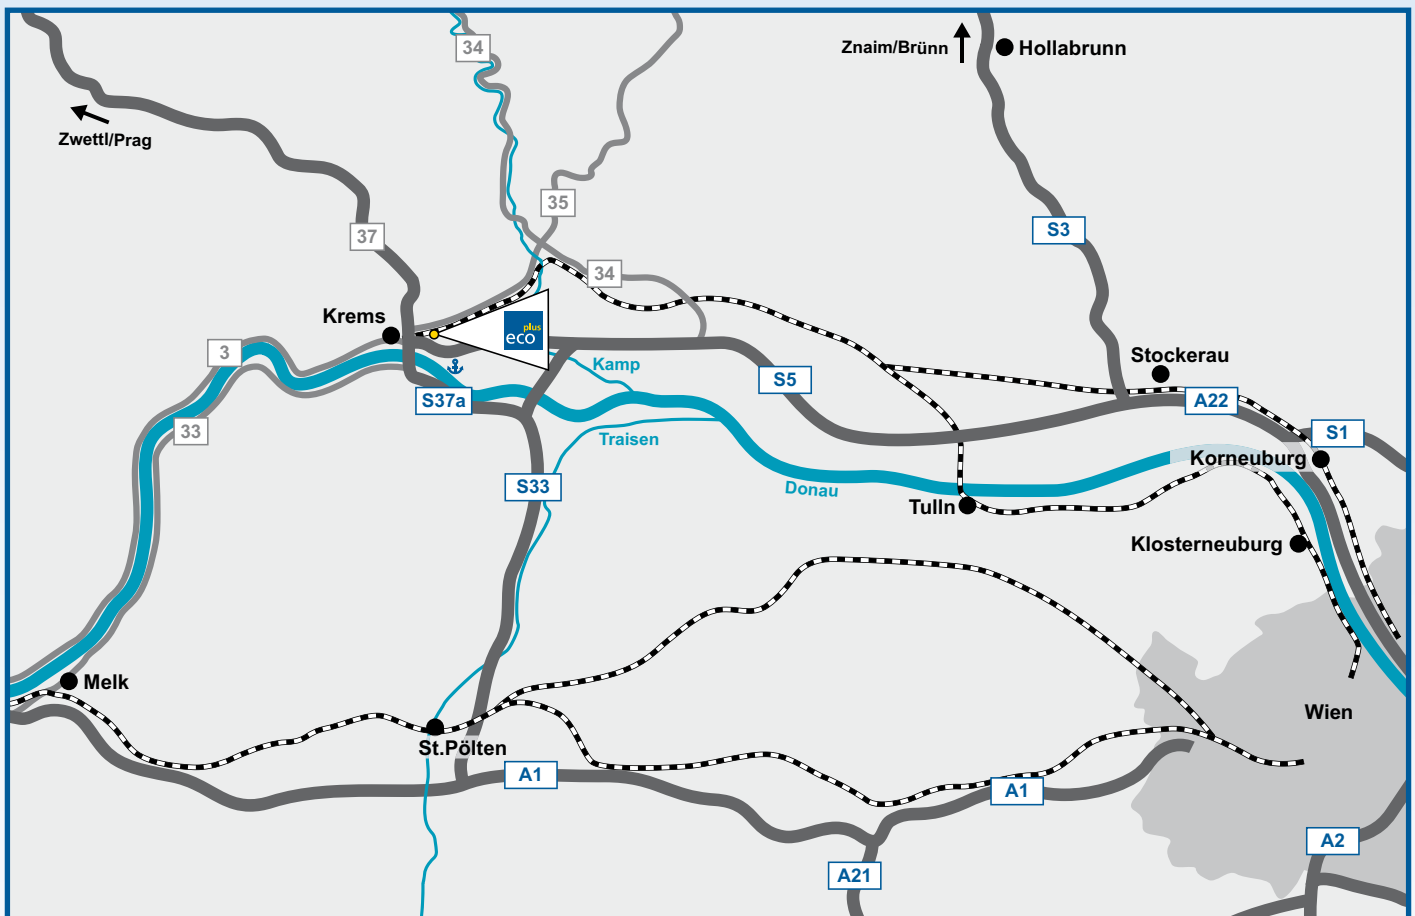 34
Znaim/Brünn
Hollabrunn
Zwettl/Prag
35
37
S3
34
Krems
plus
eco
3
Kamp
Stockerau
S5
S37a
A22
33
Traisen
S1
Korneuburg
S33
Donau
Tulln
Klosterneuburg
Melk
Wien
St.Pölten
A1
A1
A2
A21